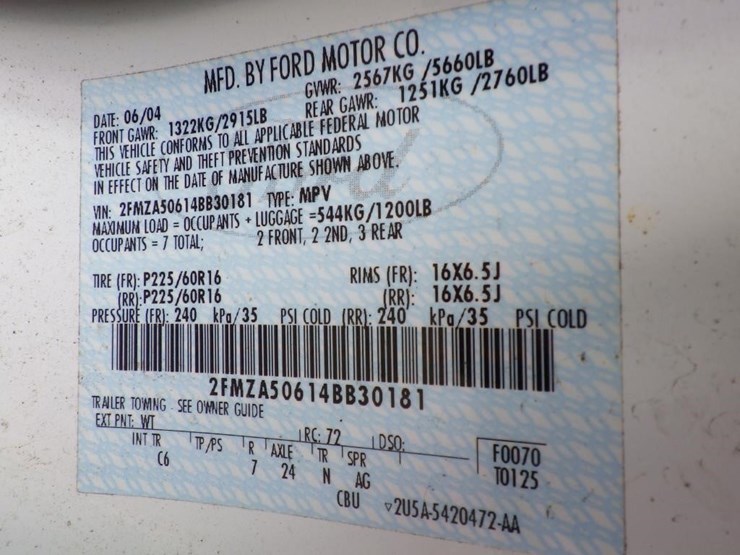 MFD. BY FORD MOTOR CO.
DATE: 06/04 GVWR: 2567KG /5660LB
FRONT GAWR: 1322KG/2915LB REAR GAWR: 1251KG /2760LB
THIS VEHICLE CONFORMS TO ALL APPLICABLE FEDERAL MOTOR
VEHICLE SAFETY AND THEFT PREVENTION STANDARDS
IN EFFECT ON THE DATE OF MANUFACTURE SHOWN ABOVE.
VIN: 2FMZA50614BB30181 TYPE: MPV
MAXIMUM LOAD = OCCUPANTS + LUGGAGE =544KG/1200LB
OCCUPANTS = 7 TOTAL; 2 FRONT, 2 2ND, 3 REAR
TIRE (FR): P225/60R16 RIMS (FR): 16X6.5J
(RR): P225/60R16 (RR): 16X6.5J
PRESSURE (FR): 240 kPa/35 PSI COLD (RR): 240 kPa/35 PSI COLD
2FMZA50614BB30181
TRAILER TOWING - SEE OWNER GUIDE
EXT PNT: WT RC: 72 DSO: F0070
INT TR TP/PS R AXLE TR SPR T0125
C6 7 24 N AG
CBU ▽2U5A-5420472-AA